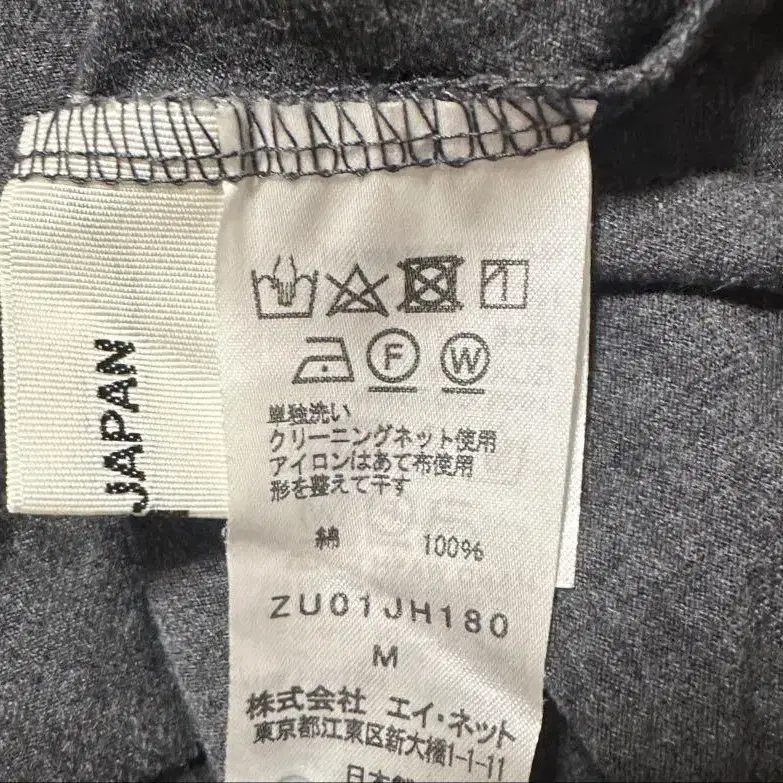 JAPAN
F W
単独洗い
クリーニングネット使用
アイロンはあて布使用
形を整えて干す
綿 100%
ZU01JH180
M
株式会社 エイ・ネット
東京都江東区新大橋1-1-11
日本製